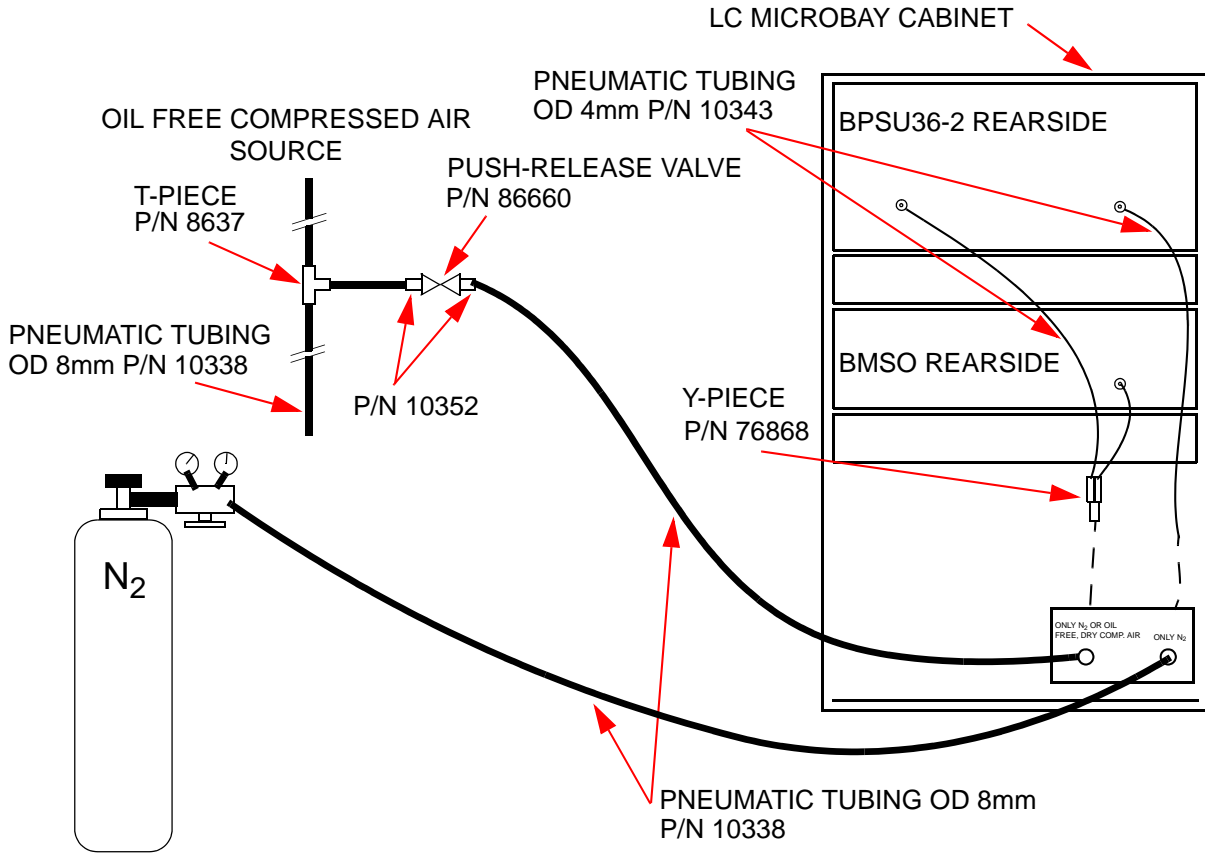 LC MICROBAY CABINET
PNEUMATIC TUBING
OD 4mm P/N 10343
BPSU36-2 REARSIDE
OIL FREE COMPRESSED AIR
SOURCE
PUSH-RELEASE VALVE
P/N 86660
T-PIECE
P/N 8637
PNEUMATIC TUBING
OD 8mm P/N 10338
P/N 10352
BMSO REARSIDE
Y-PIECE
P/N 76868
N2
ONLY N2 OR OIL
FREE, DRY COMP. AIR
ONLY N2
PNEUMATIC TUBING OD 8mm
P/N 10338